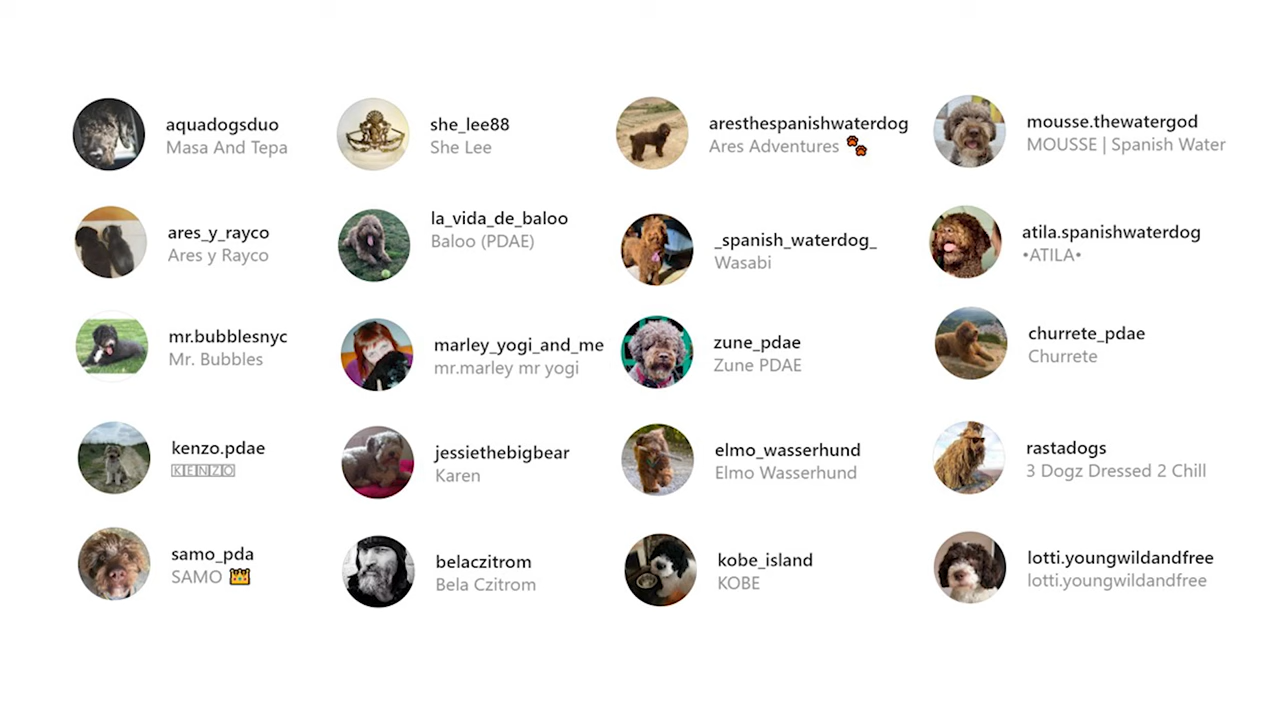 aquadogsduo
Masa And Tepa
she_lee88
She Lee
aresthespanishwaterdog
Ares Adventures 🐾
mousse.thewatergod
MOUSSE | Spanish Water
ares_y_rayco
Ares y Rayco
la_vida_de_baloo
Baloo (PDAE)
_spanish_waterdog_
Wasabi
atila.spanishwaterdog
•ATILA•
mr.bubblesnyc
Mr. Bubbles
marley_yogi_and_me
mr.marley mr yogi
zune_pdae
Zune PDAE
churrete_pdae
Churrete
kenzo.pdae
🄺🄴🄽🅉🄾
jessiethebigbear
Karen
elmo_wasserhund
Elmo Wasserhund
rastadogs
3 Dogz Dressed 2 Chill
samo_pda
SAMO 👑
belaczitrom
Bela Czitrom
kobe_island
KOBE
lotti.youngwildandfree
lotti.youngwildandfree